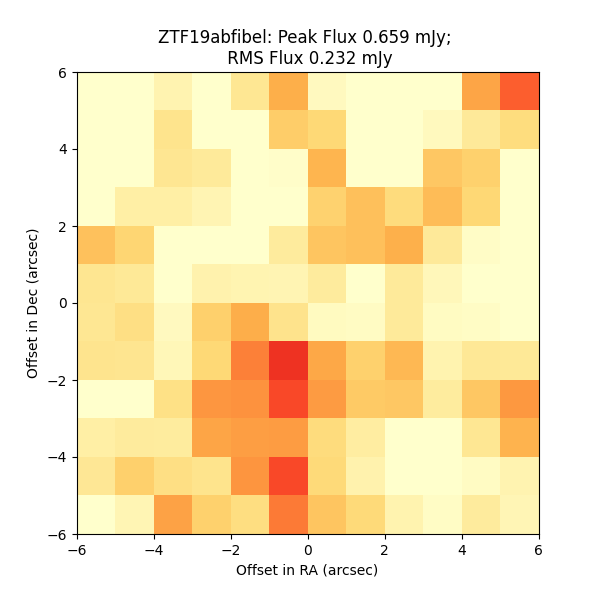 ZTF19abfibel: Peak Flux 0.659 mJy;
RMS Flux 0.232 mJy
6
4
2
0
−2
−4
−6
Offset in Dec (arcsec)
−6 −4 −2 0 2 4 6
Offset in RA (arcsec)